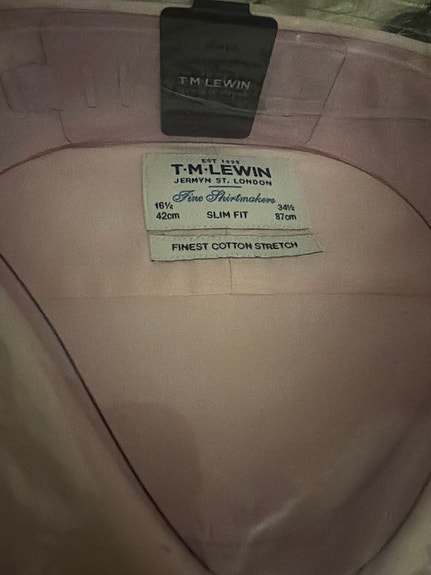 T·M·LEWIN
EST 1898
T·M·LEWIN
JERMYN ST. LONDON
Fine Shirtmakers
16½ 34½
42cm SLIM FIT 87cm
FINEST COTTON STRETCH